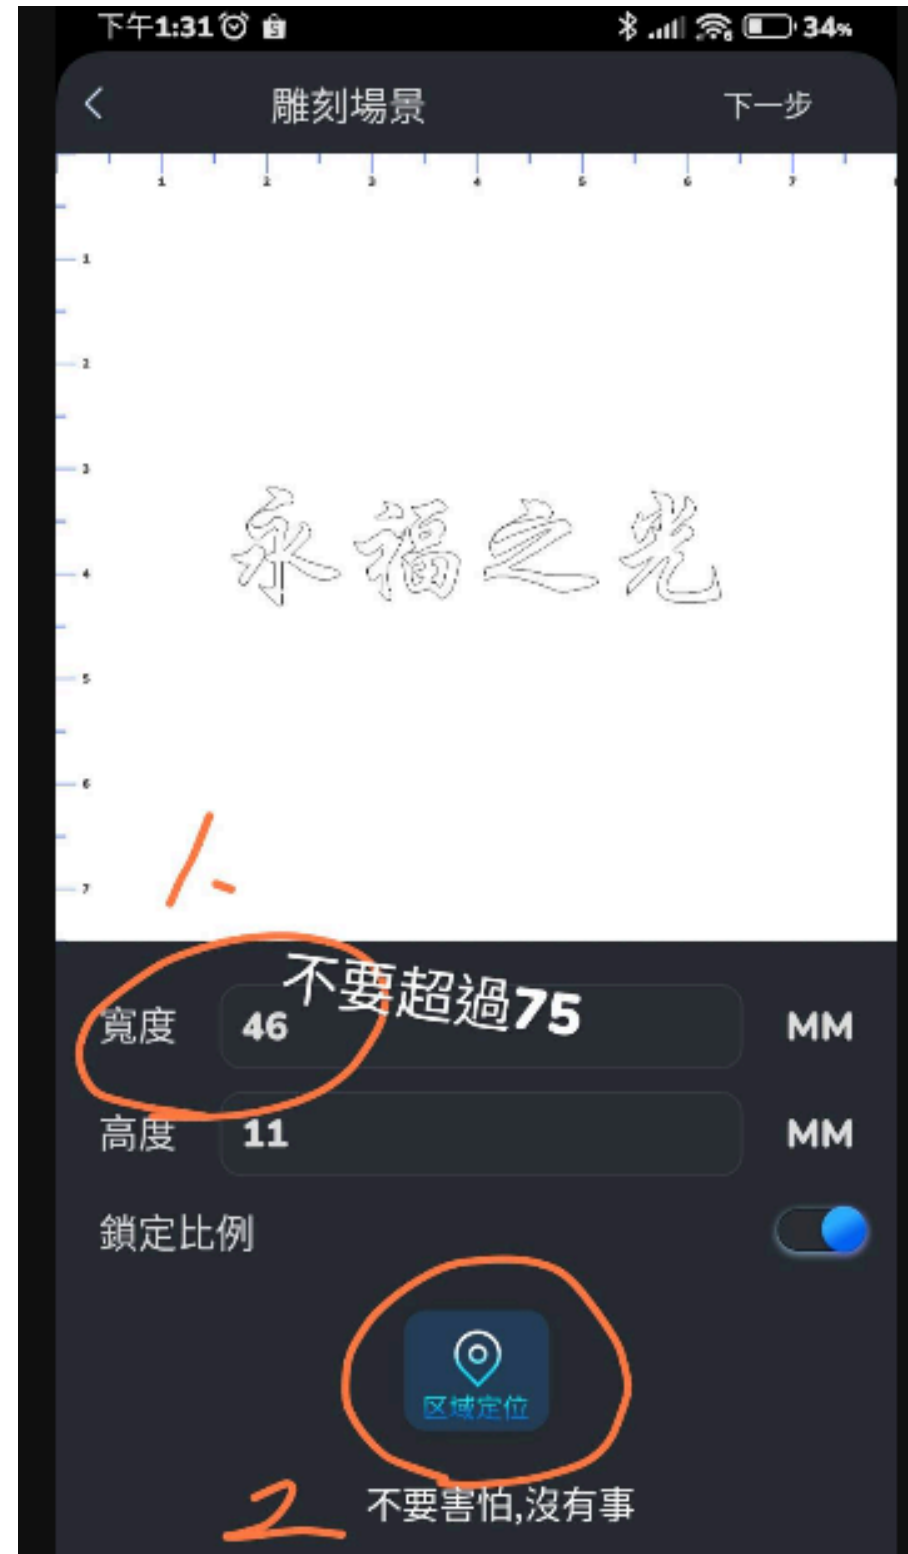 下午1:31 34%
雕刻場景 下一步
1 2 3 4 5 6 7
1
2
3
4
5
6
7
永福之光
1.
不要超過75
寬度 46 MM
高度 11 MM
鎖定比例
区域定位
2 不要害怕,沒有事